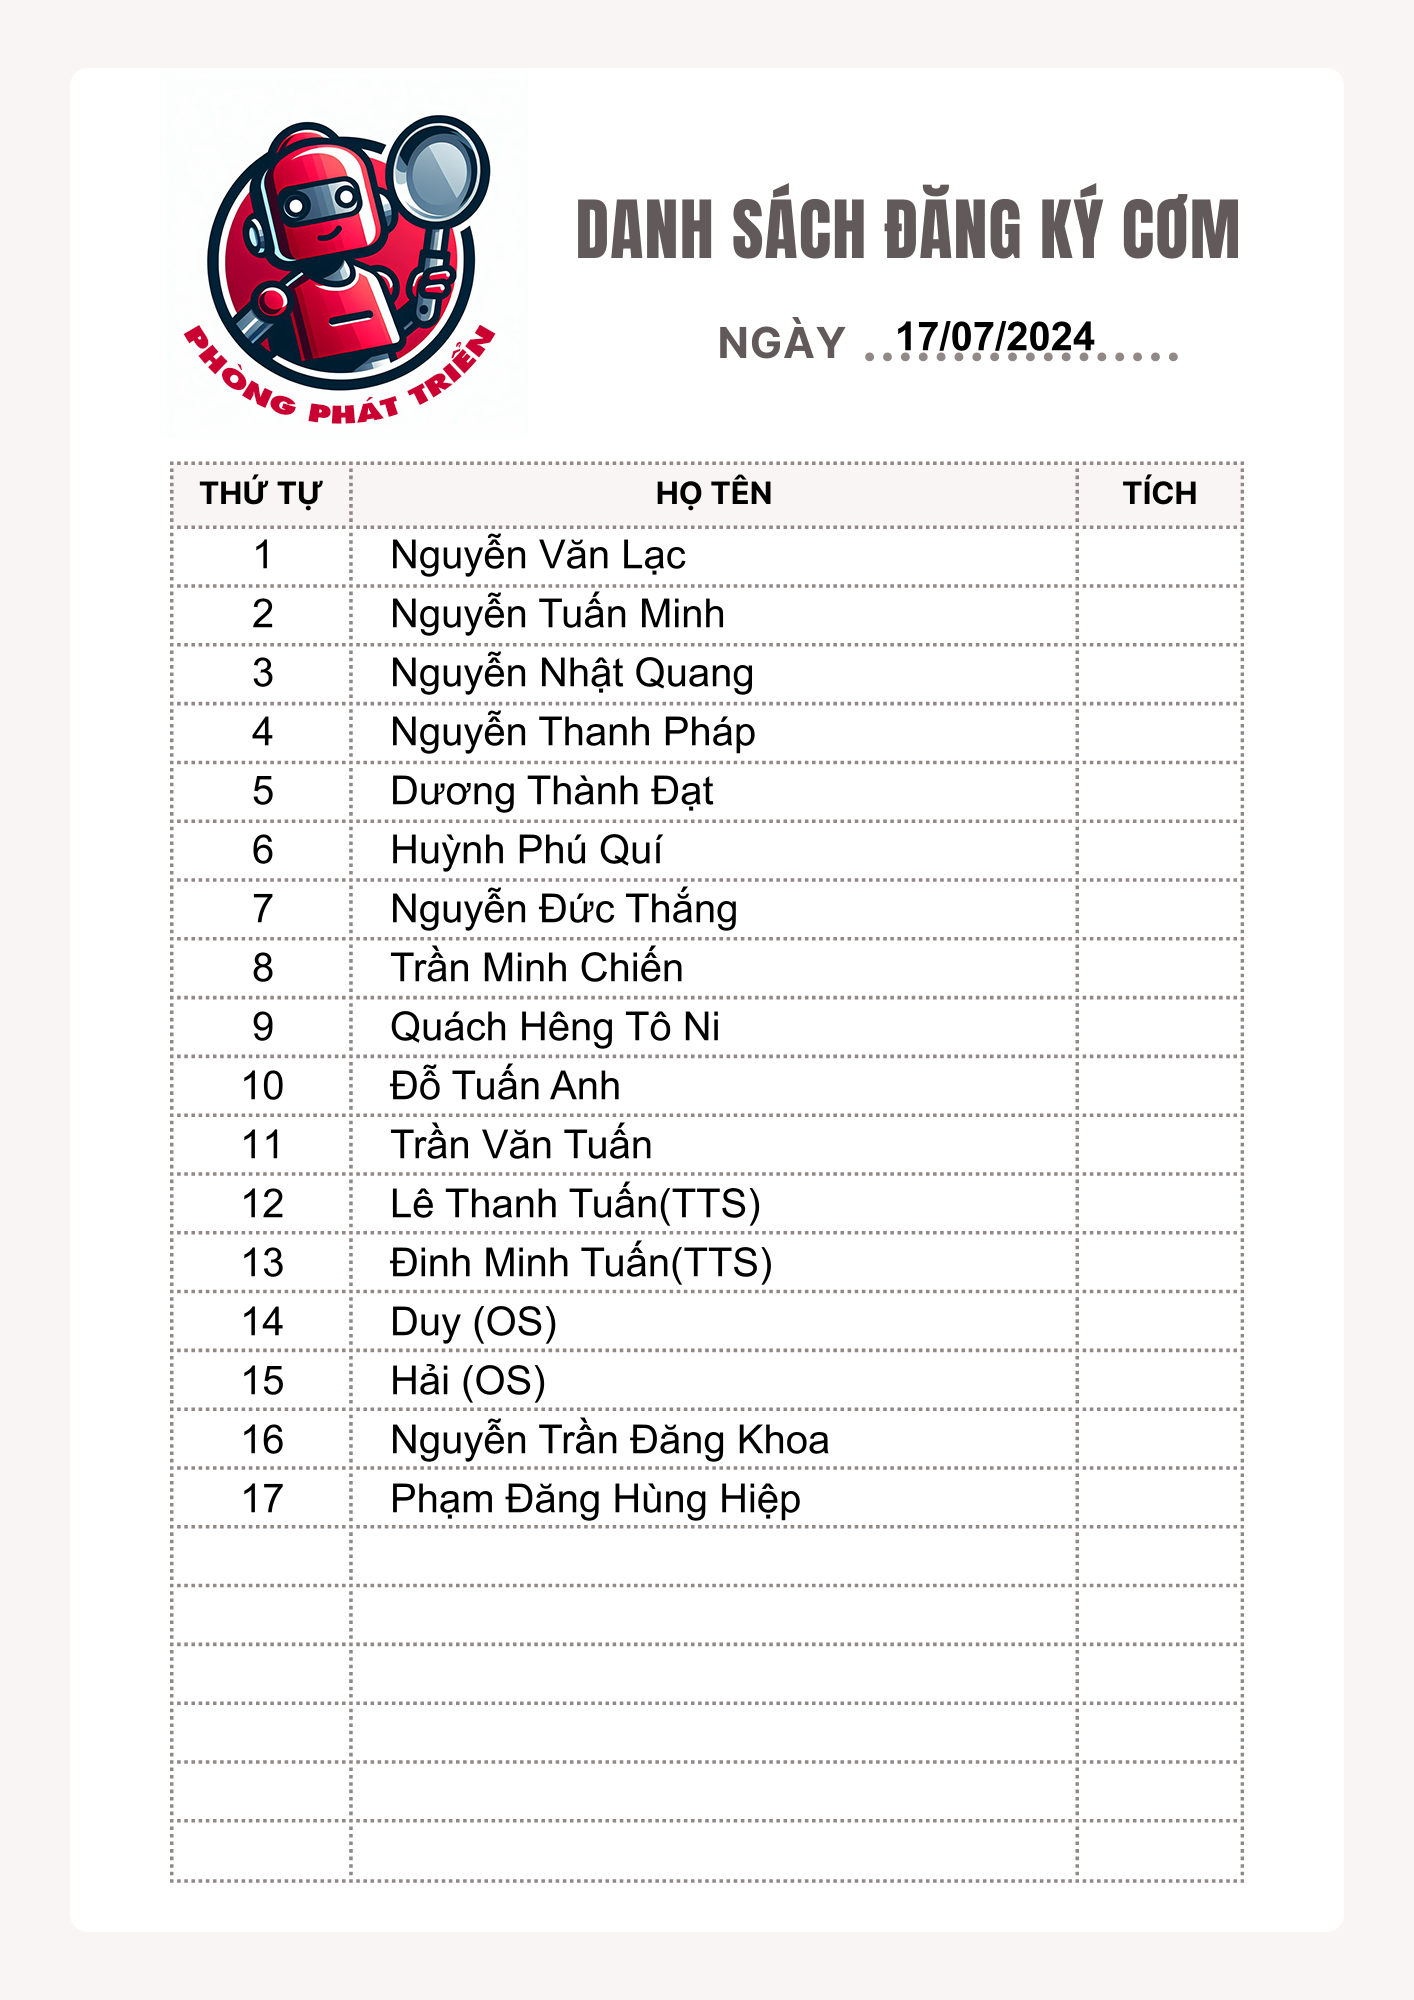 PHÒNG PHÁT TRIỂN
DANH SÁCH ĐĂNG KÝ CƠM
NGÀY 17/07/2024
THỨ TỰ HỌ TÊN TÍCH
1 Nguyễn Văn Lạc
2 Nguyễn Tuấn Minh
3 Nguyễn Nhật Quang
4 Nguyễn Thanh Pháp
5 Dương Thành Đạt
6 Huỳnh Phú Quí
7 Nguyễn Đức Thắng
8 Trần Minh Chiến
9 Quách Hêng Tô Ni
10 Đỗ Tuấn Anh
11 Trần Văn Tuấn
12 Lê Thanh Tuấn(TTS)
13 Đinh Minh Tuấn(TTS)
14 Duy (OS)
15 Hải (OS)
16 Nguyễn Trần Đăng Khoa
17 Phạm Đăng Hùng Hiệp